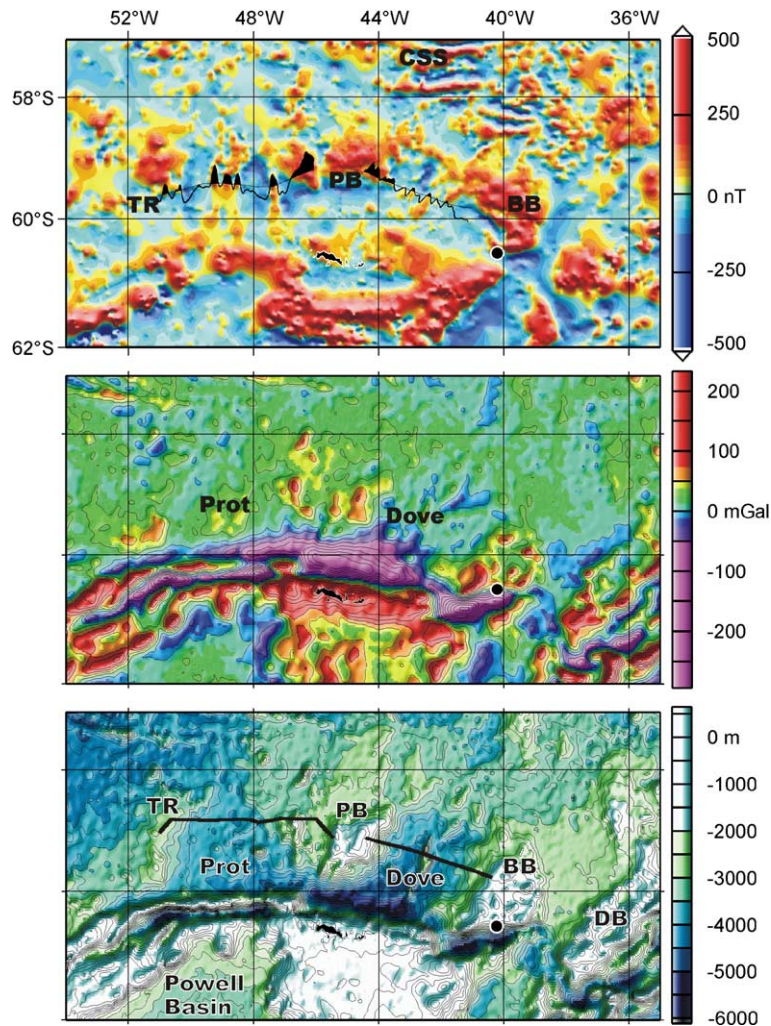 52°W 48°W 44°W 40°W 36°W
CSS
500
58°S
250
PB
0 nT
TR
BB
60°S
-250
-500
62°S
200
100
Prot
Dove
0 mGal
-100
-200
0 m
-1000
TR
PB
-2000
Prot
Dove
BB
-3000
DB
-4000
Powell
Basin
-5000
-6000